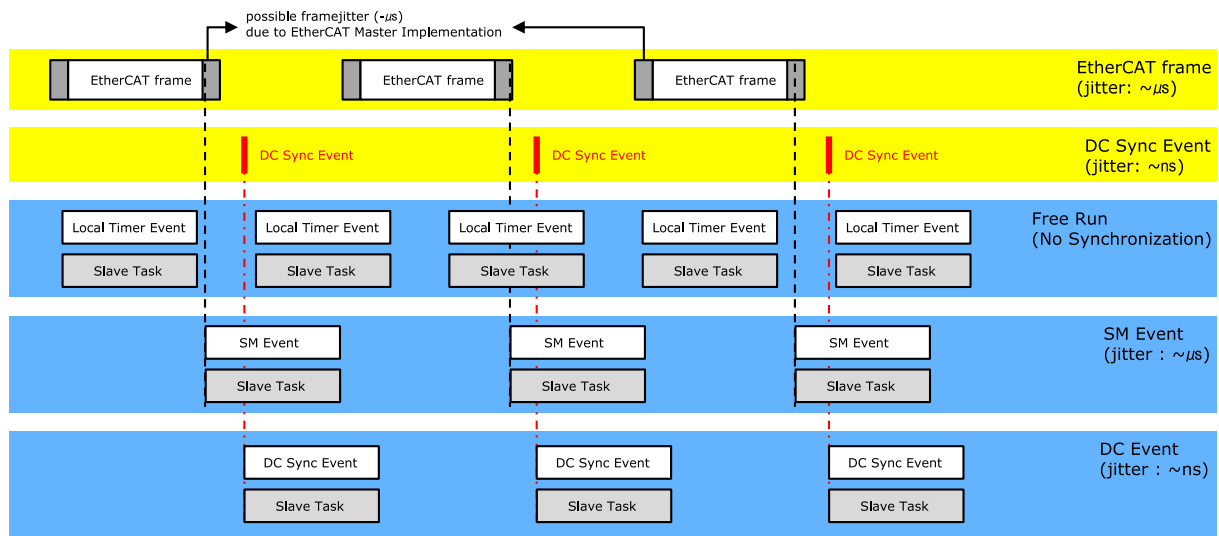 possible framejitter (-㎲)
due to EtherCAT Master Implementation
EtherCAT frame
EtherCAT frame
EtherCAT frame
EtherCAT frame
(jitter: ~㎲)
DC Sync Event
DC Sync Event
DC Sync Event
DC Sync Event
(jitter: ~㎱)
Local Timer Event
Local Timer Event
Local Timer Event
Local Timer Event
Local Timer Event
Free Run
(No Synchronization)
Slave Task
Slave Task
Slave Task
Slave Task
Slave Task
SM Event
SM Event
SM Event
SM Event
(jitter : ~㎲)
Slave Task
Slave Task
Slave Task
DC Sync Event
DC Sync Event
DC Sync Event
DC Event
(jitter : ~㎱)
Slave Task
Slave Task
Slave Task